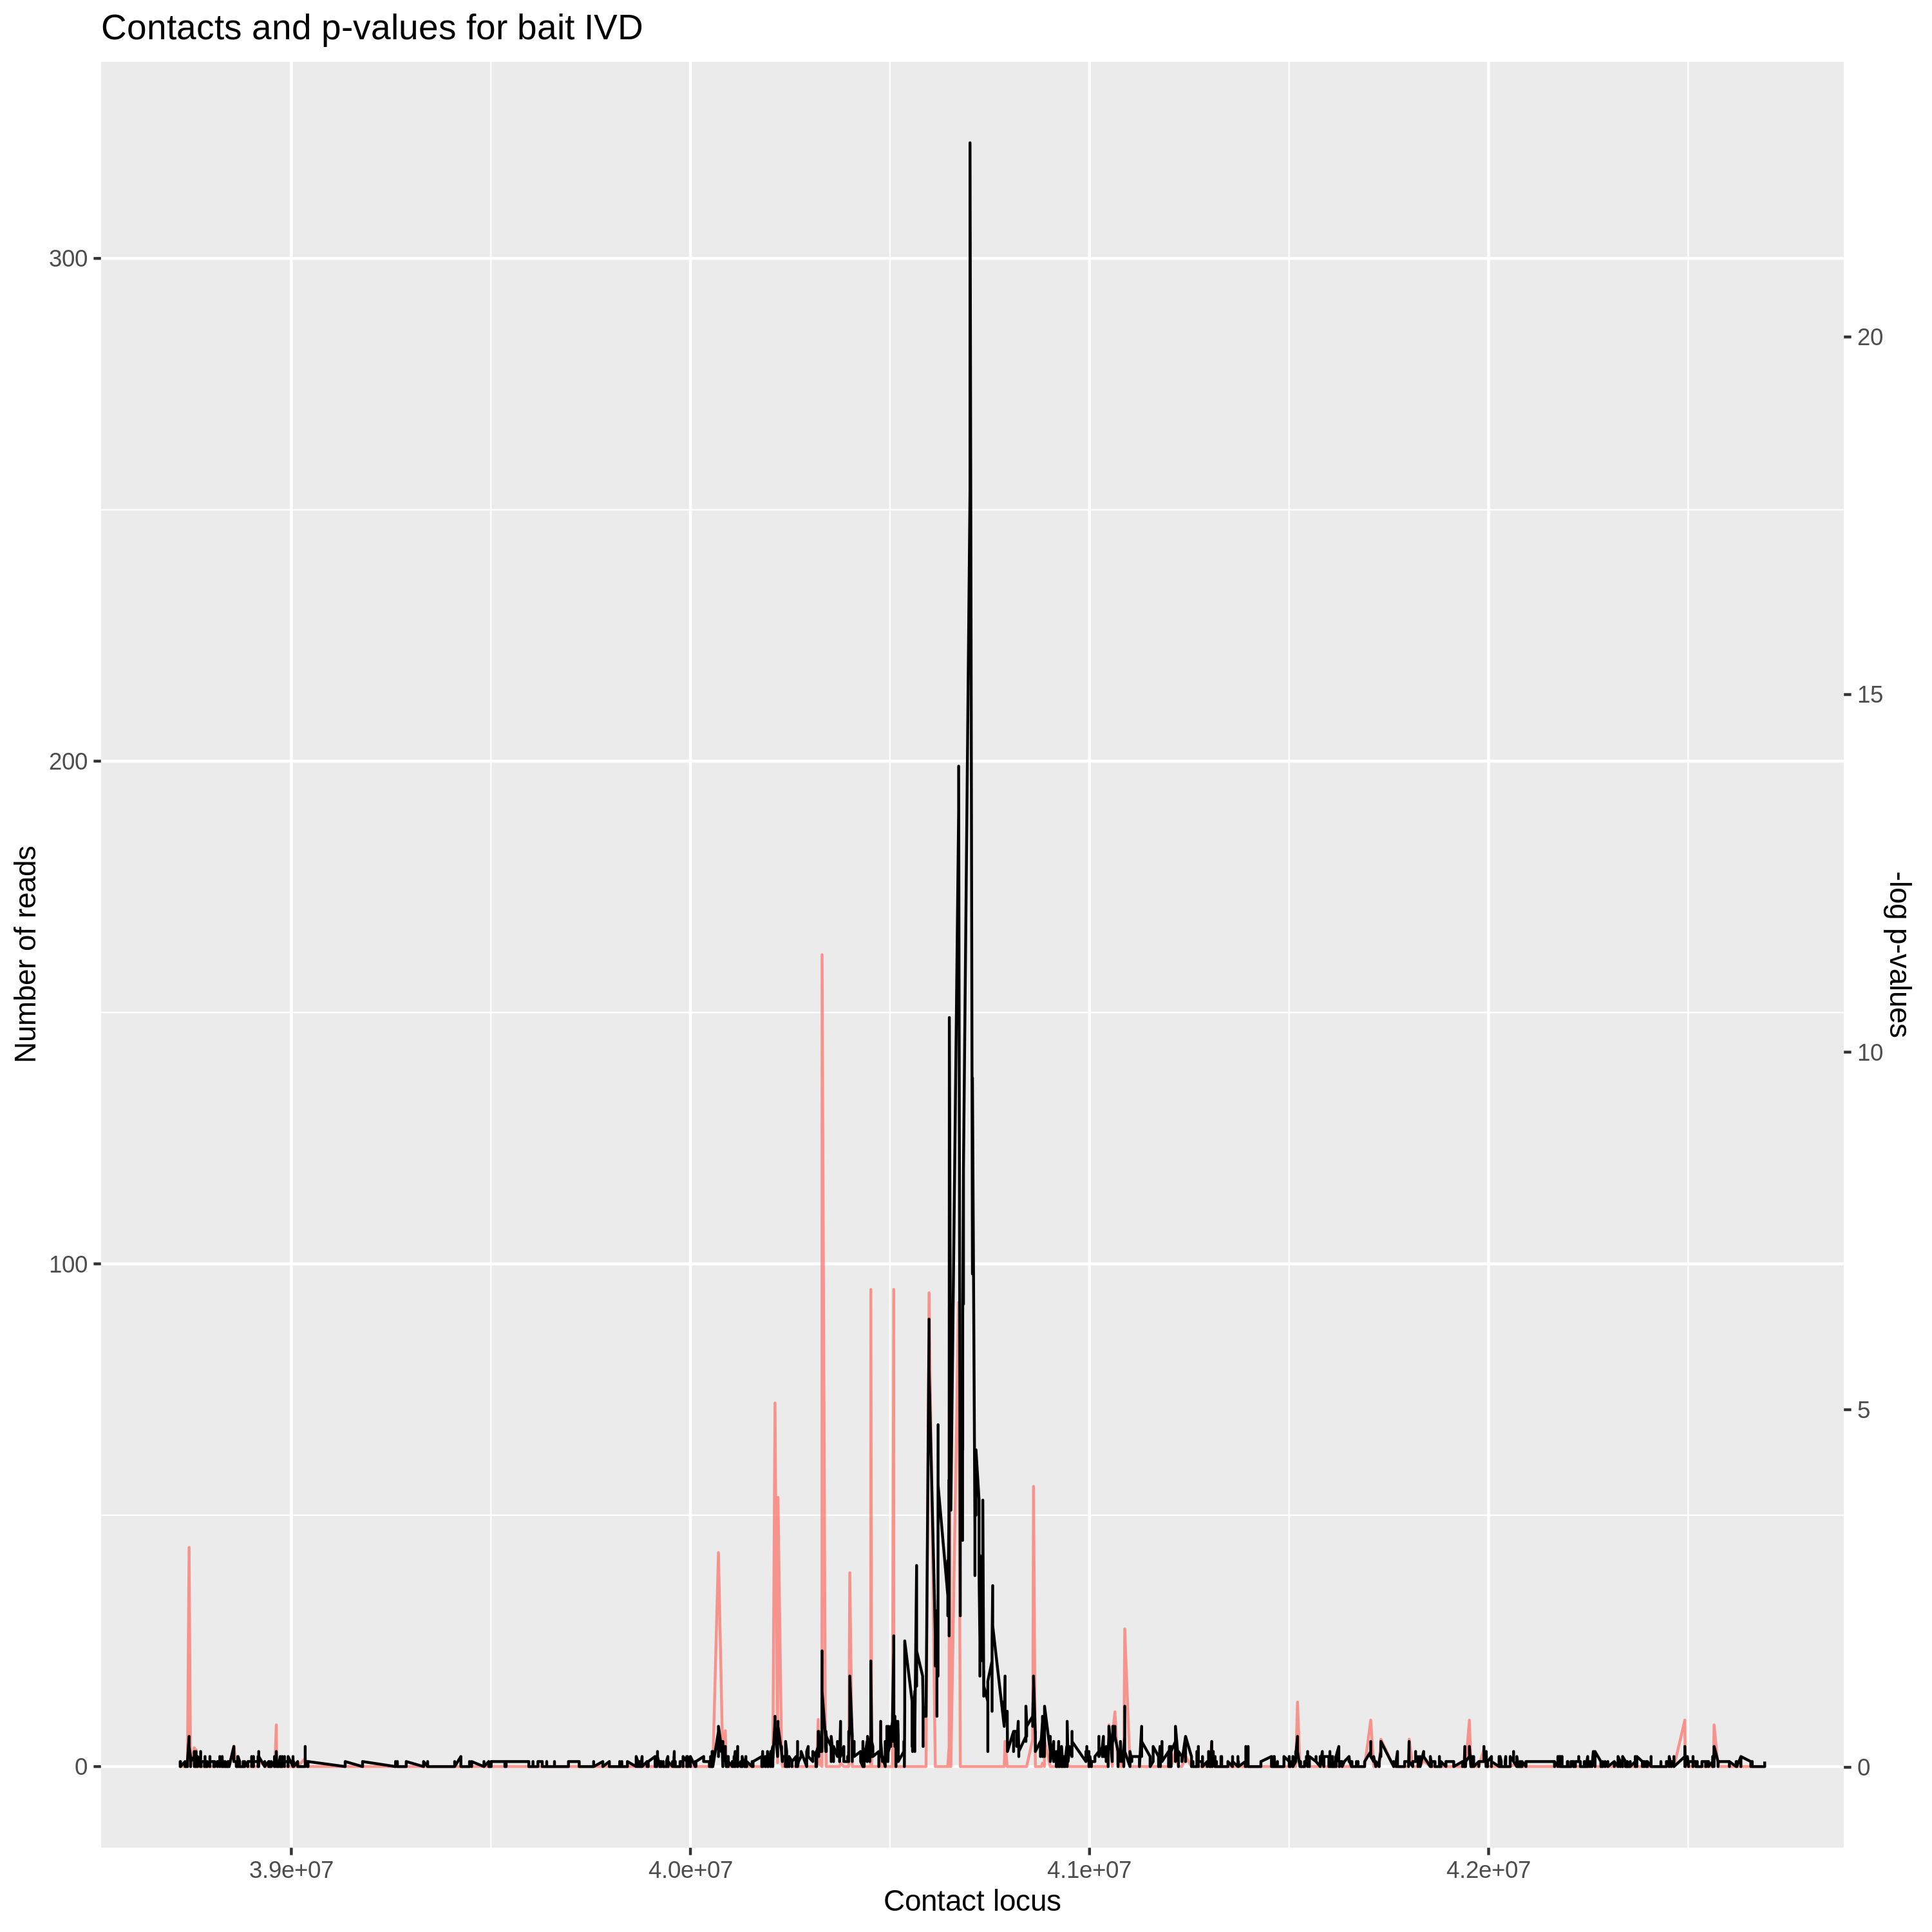 Contacts and p-values for bait IVD
300
200
100
0
Number of reads
20
15
10
5
0
-log p-values
3.9e+07 4.0e+07 4.1e+07 4.2e+07
Contact locus